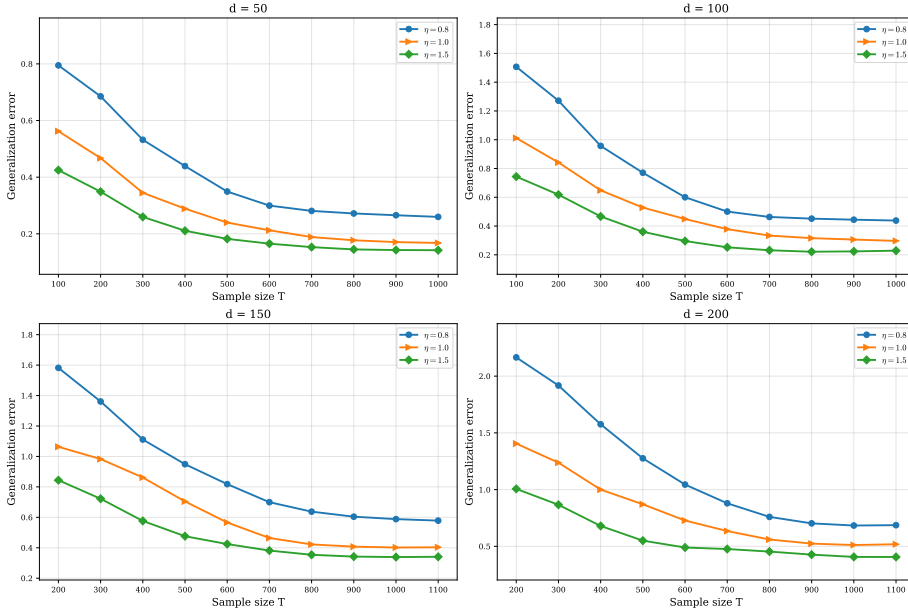 d = 50
η = 0.8
η = 1.0
η = 1.5
Generalization error
0.8
0.6
0.4
0.2
100 200 300 400 500 600 700 800 900 1000
Sample size T
d = 100
η = 0.8
η = 1.0
η = 1.5
Generalization error
1.8
1.6
1.4
1.2
1.0
0.8
0.6
0.4
0.2
100 200 300 400 500 600 700 800 900 1000
Sample size T
d = 150
η = 0.8
η = 1.0
η = 1.5
Generalization error
1.8
1.6
1.4
1.2
1.0
0.8
0.6
0.4
0.2
200 300 400 500 600 700 800 900 1000 1100
Sample size T
d = 200
η = 0.8
η = 1.0
η = 1.5
Generalization error
2.0
1.5
1.0
0.5
200 300 400 500 600 700 800 900 1000 1100
Sample size T